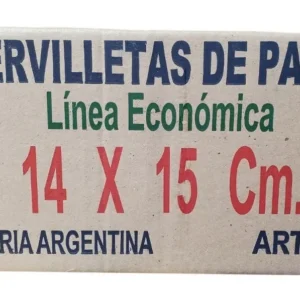 ERVILLETAS DE PA
Línea Económica
14 X 15 Cm.
RIA ARGENTINA ART